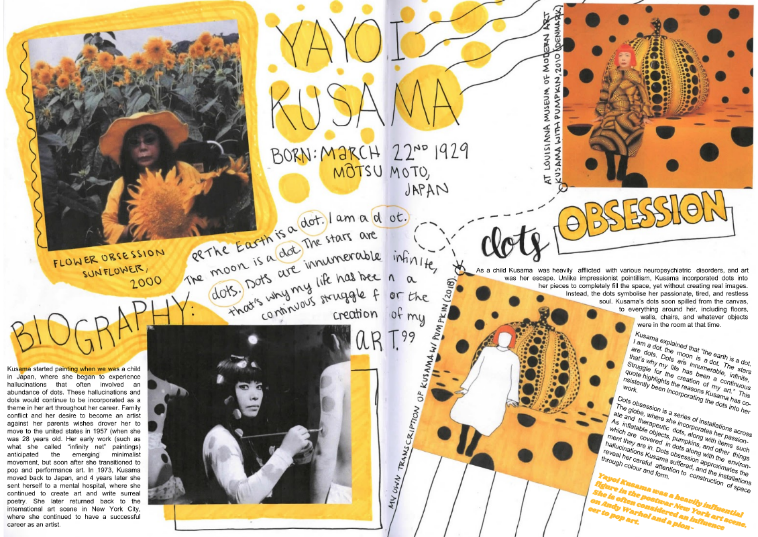 YAYOI
KUSAMA
BORN: MARCH 22ND 1929
MATSUMOTO,
JAPAN
FLOWER OBSESSION
SUNFLOWER,
2000
"The Earth is a dot. I am a dot.
The moon is a dot. The stars are
dots. Dots are innumerable infinite,
that's why my life has been a
continuous struggle for the
creation of my
ART."
BIOGRAPHY:
Kusama started painting when we was a child
in Japan, where she began to experience
hallucinations that often involved an
abundance of dots. These hallucinations and
dots would continue to be incorporated as a
theme in her art throughout her career. Family
conflict and her desire to become an artist
against her parents wishes drover her to
move to the united states in 1957 (when she
was 28 years old. Her early work (such as
what she called "infinity net" paintings)
anticipated the emerging minimalist
movement, but soon after she transitioned to
pop and performance art. In 1973, Kusama
moved back to Japan, and 4 years later she
sent herself to a mental hospital, where she
continued to create art and write surreal
poetry. She later returned back to the
international art scene in New York City,
where she continued to have a successful
career as an artist.
AT LOUISIANA MUSEUM OF MODERN ART
KUSAMA WITH PUMPKIN, 2010 (DENMARK)
dots OBSESSION
As a child Kusama was heavily afflicted with various neuropsychiatric disorders, and art
was her escape. Unlike impressionist pointillism, Kusama incorporated dots into
her pieces to completely fill the space, yet without creating real images.
Instead, the dots symbolise her passionate, tired, and restless
soul. Kusama's dots soon spilled from the canvas,
to everything around her, including floors,
walls, chairs, and whatever objects
were in the room at that time.
Kusama explained that "the earth is a dot,
I am a dot, the moon is a dot. The stars
are dots. Dots are innumerable, infinite,
that's why my life has been a continuous
Struggle for the creation of my art." This
quote highlights the reasons Kusama has co-
nsistently been incorporating the dots into her
work.
Dots obsession is a series of installations across
The globe, where she incorporates her passion-
ate and therapeutic dots, along with items such
As inflatable objects, pumpkins, and other things
which are covered in dots along with the environ-
ment they are in. Dots obsession approximates the
hallucinations Kusama suffered, and the installations
reveal her careful attention to construction of space
through colour and form.
MY OWN TRANSCRIPTION OF KUSAMA W/ PUMPKIN (2018)
Yayoi Kusama was a heavily influential
figure in the postwar New York art scene.
She is often considered an influence
on Andy Warhol and a pion-
eer to pop art.